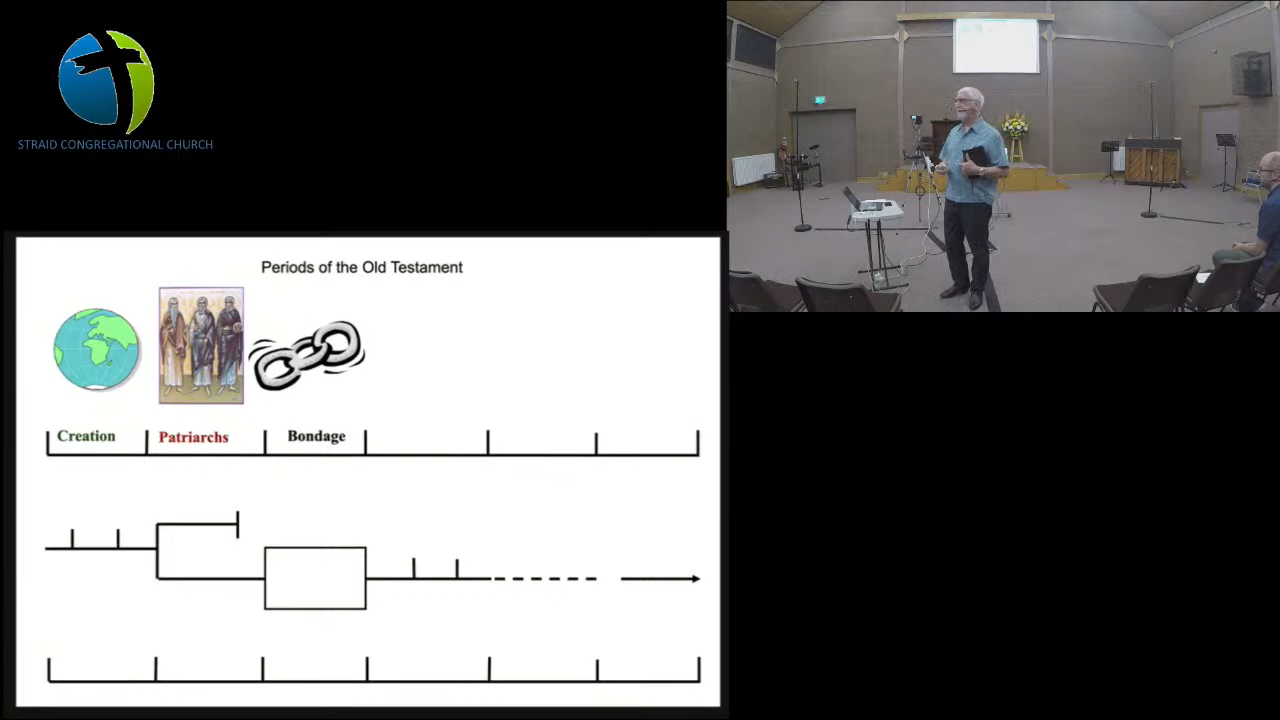 STRAID CONGREGATIONAL CHURCH
Periods of the Old Testament
Creation Patriarchs Bondage